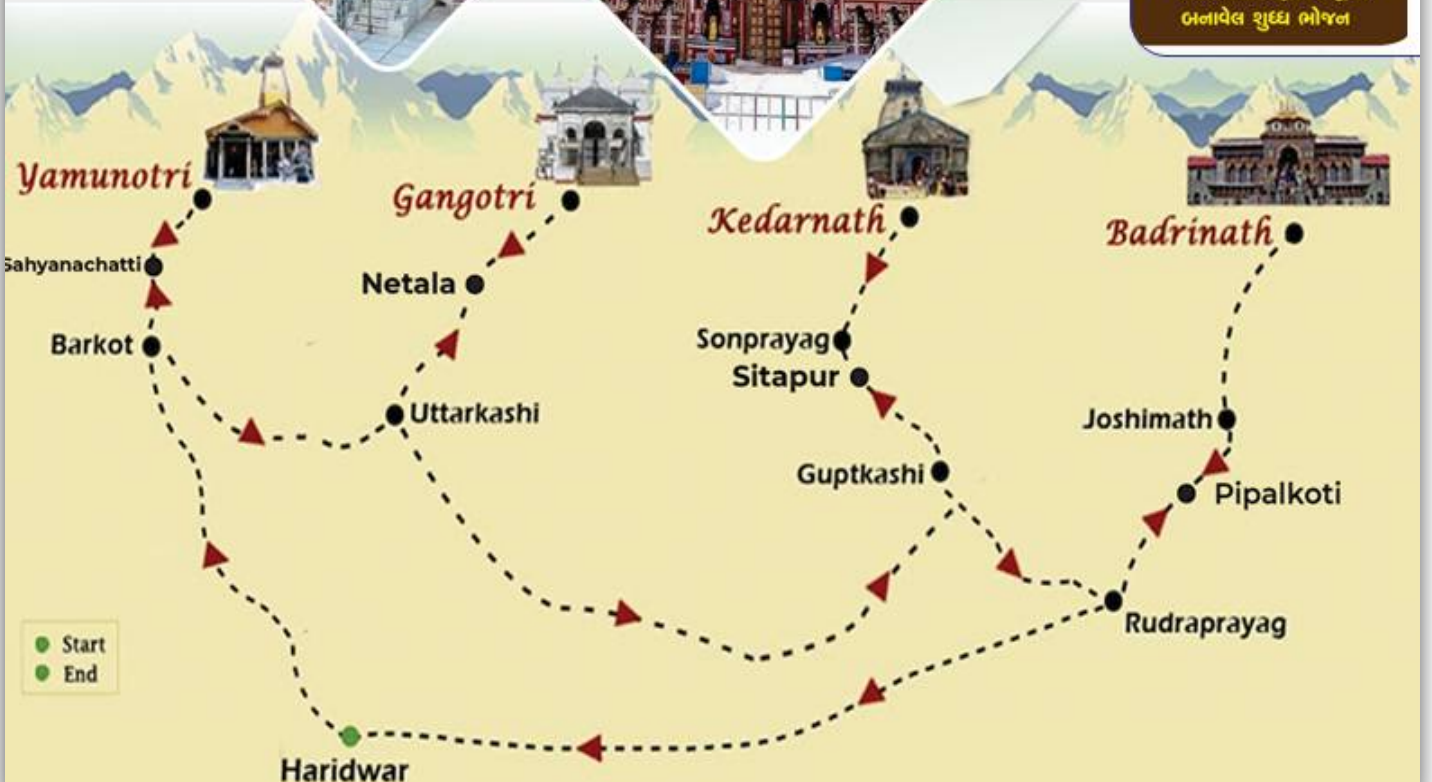 બનાવેલ શુદ્ધ ભોજન
Yamunotri
Gangotri
Kedarnath
Badrinath
Sahyanachatti
Netala
Barkot
Sonprayag
Sitapur
Uttarkashi
Joshimath
Guptkashi
Pipalkoti
Rudraprayag
Start
End
Haridwar